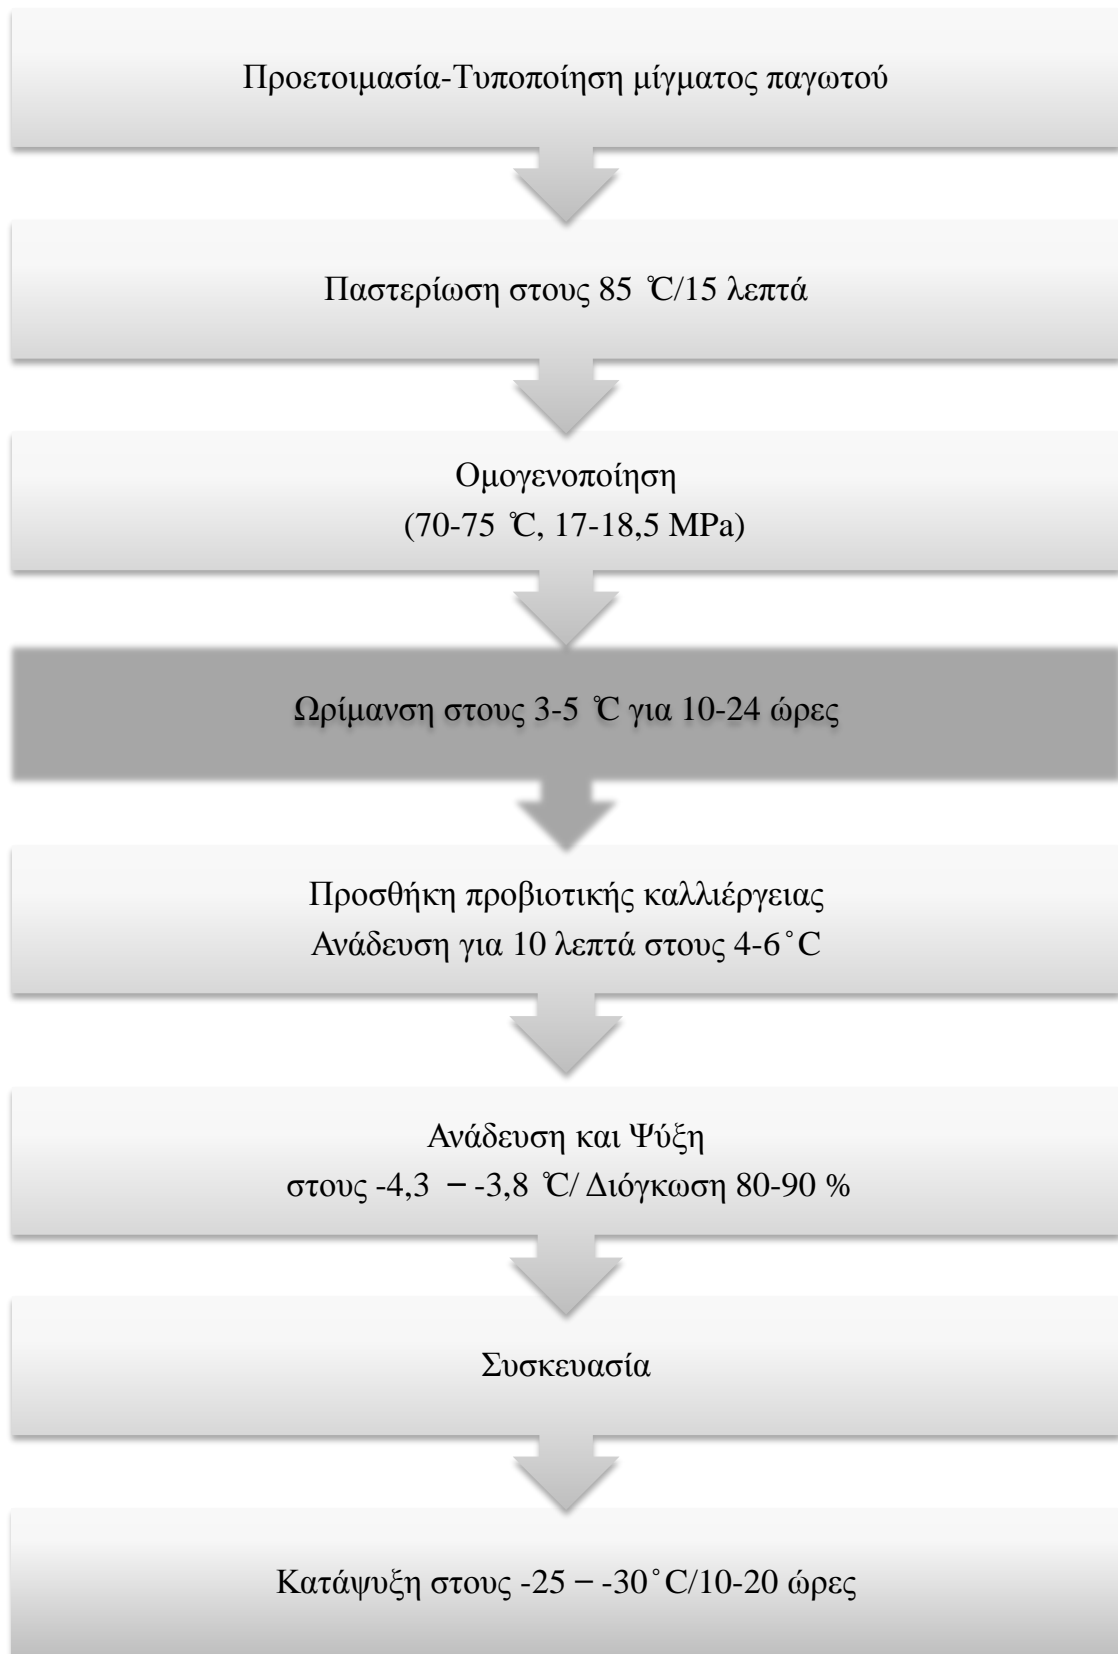 Προετοιμασία-Τυποποίηση μίγματος παγωτού
Παστερίωση στους 85 ℃/15 λεπτά
Ομογενοποίηση
(70-75 ℃, 17-18,5 MPa)
Ωρίμανση στους 3-5 ℃ για 10-24 ώρες
Προσθήκη προβιοτικής καλλιέργειας
Ανάδευση για 10 λεπτά στους 4-6˚C
Ανάδευση και Ψύξη
στους -4,3 – -3,8 ℃/ Διόγκωση 80-90 %
Συσκευασία
Κατάψυξη στους -25 – -30˚C/10-20 ώρες